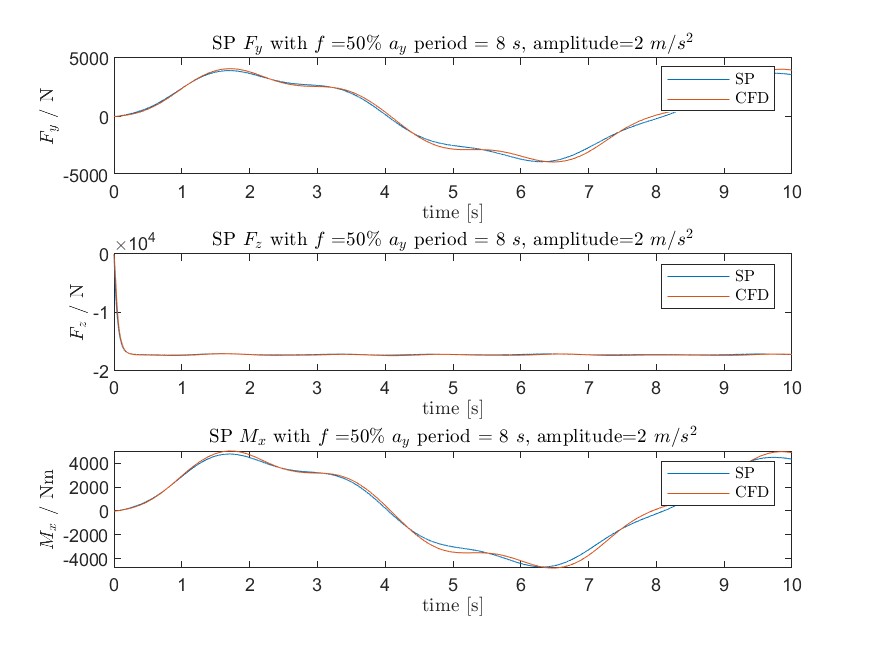 SP F_y with f =50% a_y period = 8 s, amplitude=2 m/s^2
5000
0
-5000
F_y / N
SP
CFD
0 1 2 3 4 5 6 7 8 9 10
time [s]
SP F_z with f =50% a_y period = 8 s, amplitude=2 m/s^2
×10^4
0
-1
-2
F_z / N
SP
CFD
0 1 2 3 4 5 6 7 8 9 10
time [s]
SP M_x with f =50% a_y period = 8 s, amplitude=2 m/s^2
4000
2000
0
-2000
-4000
M_x / Nm
SP
CFD
0 1 2 3 4 5 6 7 8 9 10
time [s]